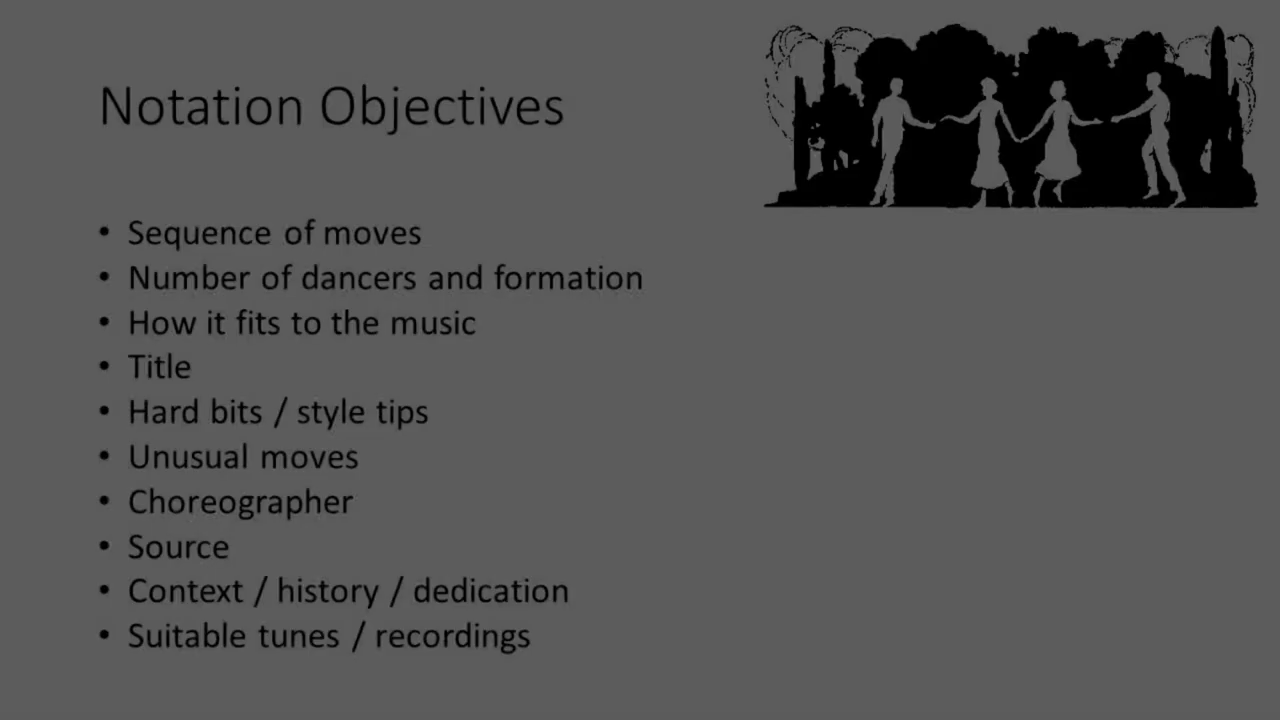 Notation Objectives
• Sequence of moves
• Number of dancers and formation
• How it fits to the music
• Title
• Hard bits / style tips
• Unusual moves
• Choreographer
• Source
• Context / history / dedication
• Suitable tunes / recordings